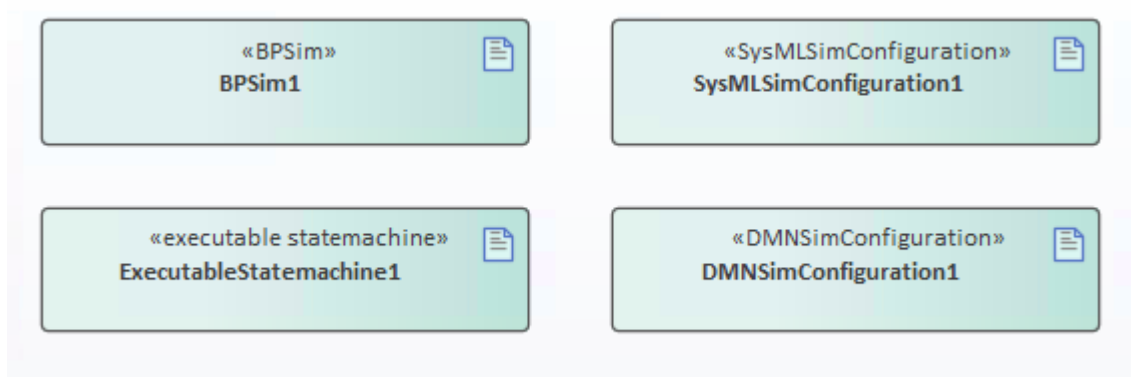 «BPSim»
BPSim1
«SysMLSimConfiguration»
SysMLSimConfiguration1
«executable statemachine»
ExecutableStatemachine1
«DMNSimConfiguration»
DMNSimConfiguration1